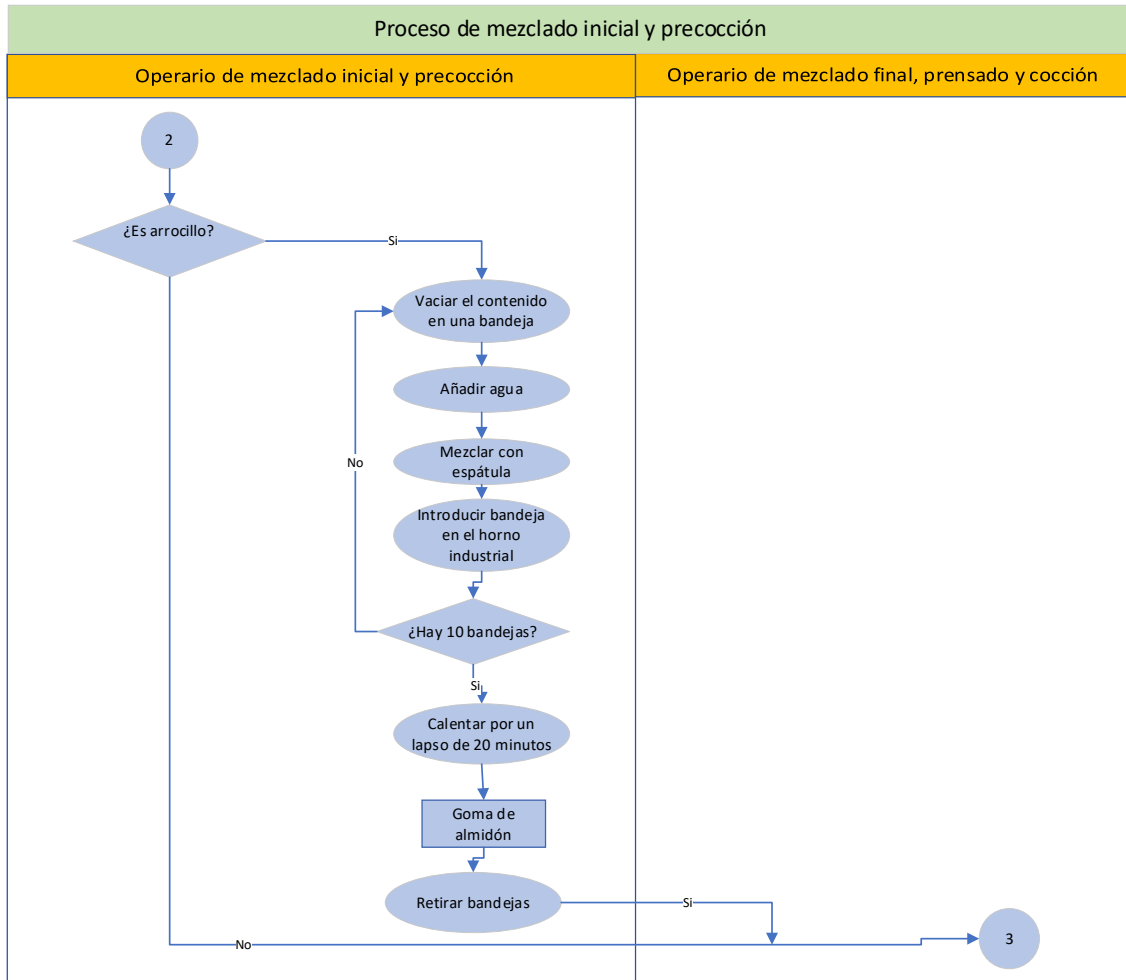 Proceso de mezclado inicial y precocción
Operario de mezclado inicial y precocción
Operario de mezclado final, prensado y cocción
2
¿Es arrocillo?
Si
Vaciar el contenido
en una bandeja
Añadir agua
Mezclar con
espátula
No
Introducir bandeja
en el horno
industrial
¿Hay 10 bandejas?
Si
Calentar por un
lapso de 20 minutos
Goma de
almidón
Retirar bandejas
Si
No
3